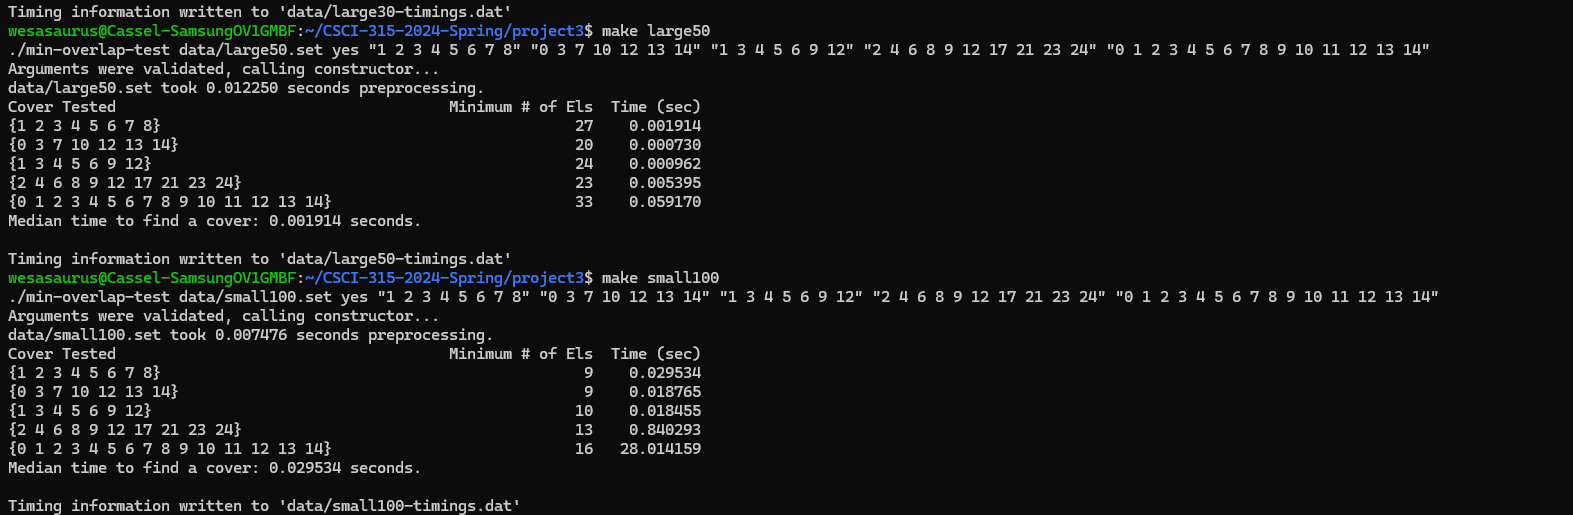 Timing information written to 'data/large30-timings.dat'
wesasaurus@Cassel-SamsungOV1GMBF:~/CSCI-315-2024-Spring/project3$ make large50
./min-overlap-test data/large50.set yes "1 2 3 4 5 6 7 8" "0 3 7 10 12 13 14" "1 3 4 5 6 9 12" "2 4 6 8 9 12 17 21 23 24" "0 1 2 3 4 5 6 7 8 9 10 11 12 13 14"
Arguments were validated, calling constructor...
data/large50.set took 0.012250 seconds preprocessing.
Cover Tested Minimum # of Els Time (sec)
{1 2 3 4 5 6 7 8} 27 0.001914
{0 3 7 10 12 13 14} 20 0.000730
{1 3 4 5 6 9 12} 24 0.000962
{2 4 6 8 9 12 17 21 23 24} 23 0.005395
{0 1 2 3 4 5 6 7 8 9 10 11 12 13 14} 33 0.059170
Median time to find a cover: 0.001914 seconds.
Timing information written to 'data/large50-timings.dat'
wesasaurus@Cassel-SamsungOV1GMBF:~/CSCI-315-2024-Spring/project3$ make small100
./min-overlap-test data/small100.set yes "1 2 3 4 5 6 7 8" "0 3 7 10 12 13 14" "1 3 4 5 6 9 12" "2 4 6 8 9 12 17 21 23 24" "0 1 2 3 4 5 6 7 8 9 10 11 12 13 14"
Arguments were validated, calling constructor...
data/small100.set took 0.007476 seconds preprocessing.
Cover Tested Minimum # of Els Time (sec)
{1 2 3 4 5 6 7 8} 9 0.029534
{0 3 7 10 12 13 14} 9 0.018765
{1 3 4 5 6 9 12} 10 0.018455
{2 4 6 8 9 12 17 21 23 24} 13 0.840293
{0 1 2 3 4 5 6 7 8 9 10 11 12 13 14} 16 28.014159
Median time to find a cover: 0.029534 seconds.
Timing information written to 'data/small100-timings.dat'